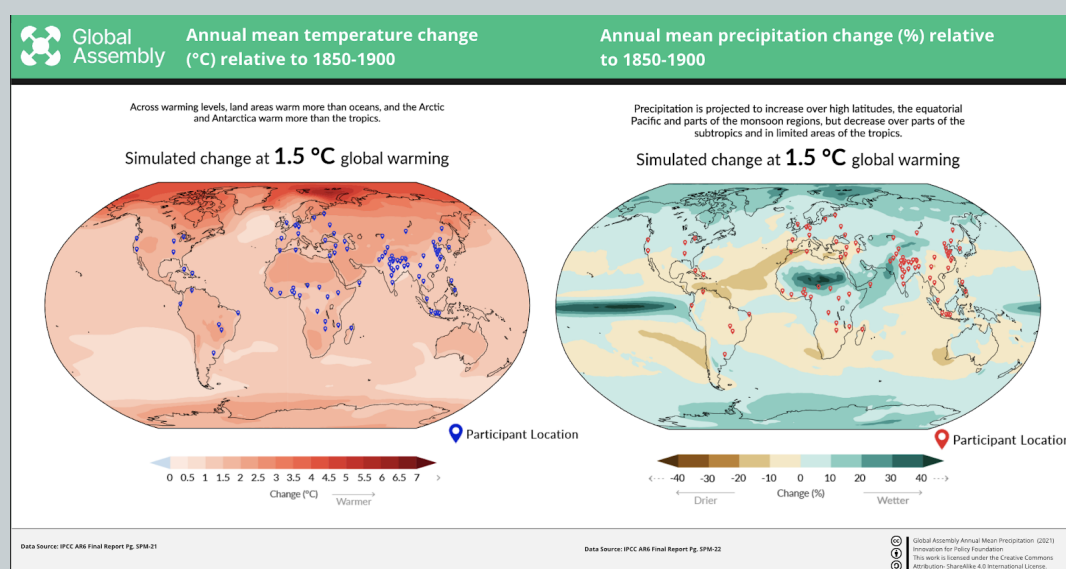 Global
Assembly
Annual mean temperature change
(°C) relative to 1850-1900
Annual mean precipitation change (%) relative
to 1850-1900
Across warming levels, land areas warm more than oceans, and the Arctic
and Antarctica warm more than the tropics.
Simulated change at 1.5 °C global warming
Participant Location
0 0.5 1 1.5 2 2.5 3 3.5 4 4.5 5 5.5 6 6.5 7
Change (°C)
Warmer
Precipitation is projected to increase over high latitudes, the equatorial
Pacific and parts of the monsoon regions, but decrease over parts of the
subtropics and in limited areas of the tropics.
Simulated change at 1.5 °C global warming
Participant Location
-40 -30 -20 -10 0 10 20 30 40
Change (%)
Drier
Wetter
Data Source: IPCC AR6 Final Report Pg. SPM-21
Data Source: IPCC AR6 Final Report Pg. SPM-22
cc
Global Assembly Annual Mean Precipitation (2021)
Innovation for Policy Foundation
This work is licensed under the Creative Commons
Attribution- ShareAlike 4.0 International License.